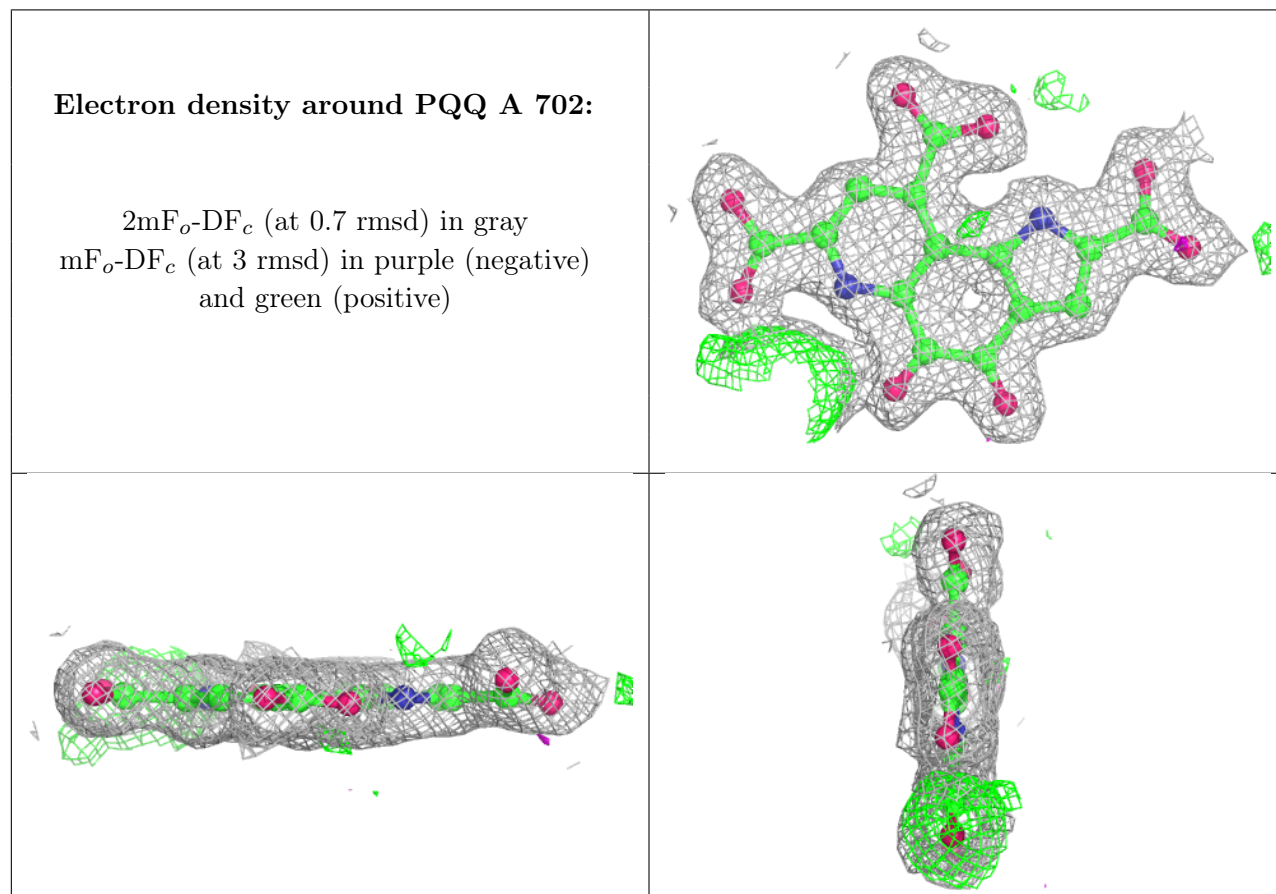 Electron density around PQQ A 702:
2mFo-DFc (at 0.7 rmsd) in gray
mFo-DFc (at 3 rmsd) in purple (negative)
and green (positive)